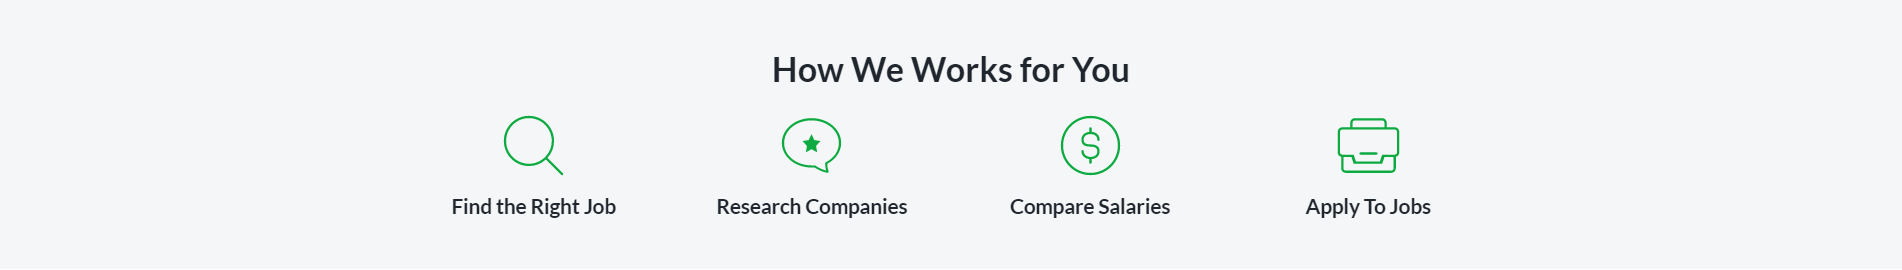 How We Works for You
Find the Right Job
Research Companies
Compare Salaries
Apply To Jobs